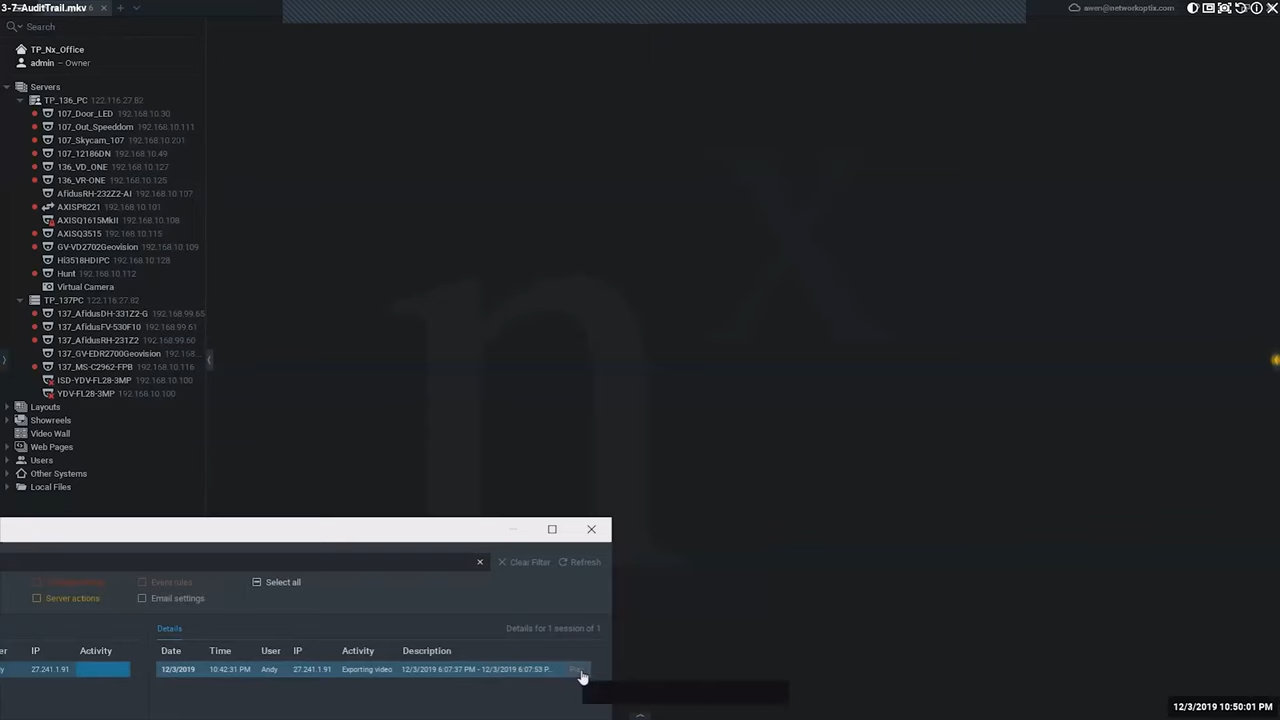 3-7-AuditTrail.mkv
awen@networkoptix.com
Search
TP_Nx_Office
admin – Owner
Servers
TP_136_PC 122.116.27.82
107_Door_LED 192.168.10.30
107_Out_Speeddom 192.168.10.111
107_Skycam_107 192.168.10.201
107_12186DN 192.168.10.49
136_VD_ONE 192.168.10.127
136_VR-ONE 192.168.10.125
AfidusRH-232Z2-AI 192.168.10.107
AXISP8221 192.168.10.101
AXISQ1615MkII 192.168.10.108
AXISQ3515 192.168.10.115
GV-VD2702Geovision 192.168.10.109
Hi3518HDIPC 192.168.10.128
Hunt 192.168.10.112
Virtual Camera
TP_137PC 122.116.27.82
137_AfidusDH-331Z2-G 192.168.99.65
137_AfidusFV-530F10 192.168.99.61
137_AfidusRH-231Z2 192.168.99.60
137_GV-EDR2700Geovision 192.168...
137_MS-C2962-FPB 192.168.10.116
ISD-YDV-FL28-3MP 192.168.10.100
YDV-FL28-3MP 192.168.10.100
Layouts
Showreels
Video Wall
Web Pages
Users
Other Systems
Local Files
Clear Filter Refresh
Event rules Select all
Server actions Email settings
Details Details for 1 session of 1
er IP Activity Date Time User IP Activity Description
y 27.241.1.91 12/3/2019 10:42:31 PM Andy 27.241.1.91 Exporting video 12/3/2019 6:07:37 PM - 12/3/2019 6:07:53 P...
12/3/2019 10:50:01 PM